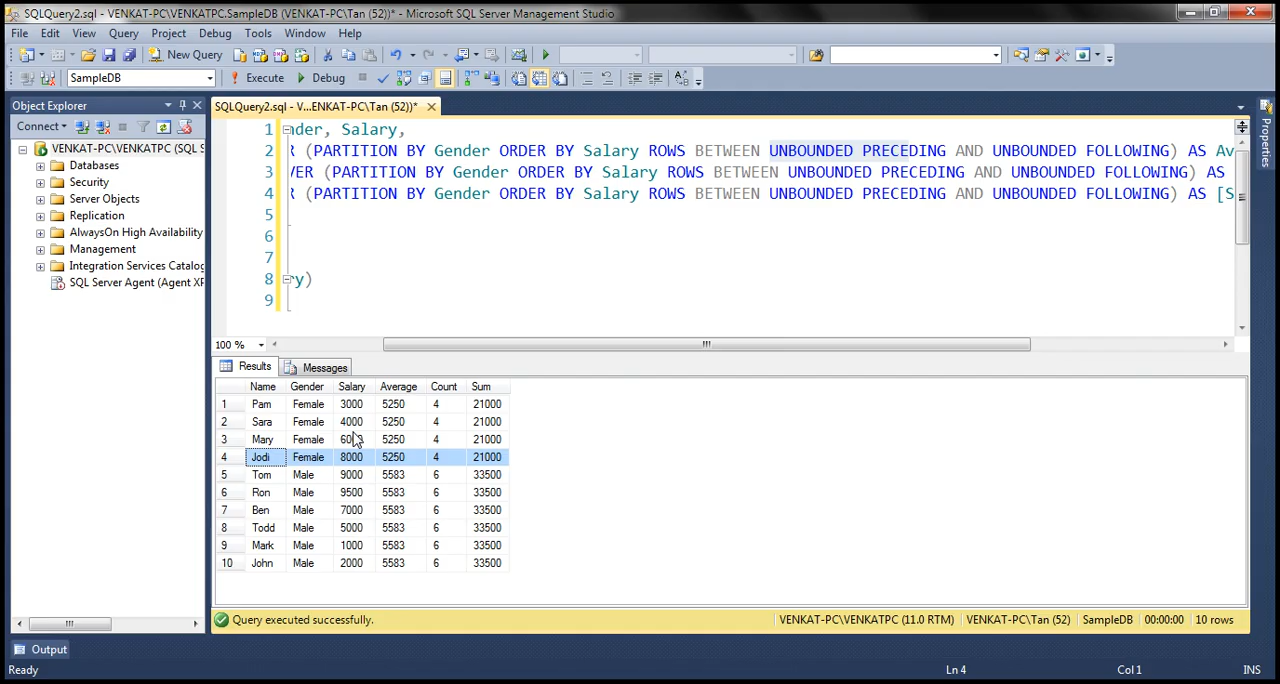 SQLQuery2.sql - VENKAT-PC\VENKATPC.SampleDB (VENKAT-PC\Tan (52))* - Microsoft SQL Server Management Studio
File Edit View Query Project Debug Tools Window Help
New Query
SampleDB Execute Debug
Object Explorer
SQLQuery2.sql - V...ENKAT-PC\Tan (52))*
Connect
VENKAT-PC\VENKATPC (SQL S
Databases
Security
Server Objects
Replication
AlwaysOn High Availability
Management
Integration Services Catalog
SQL Server Agent (Agent XP
1 nder, Salary,
2 R (PARTITION BY Gender ORDER BY Salary ROWS BETWEEN UNBOUNDED PRECEDING AND UNBOUNDED FOLLOWING) AS Av
3 VER (PARTITION BY Gender ORDER BY Salary ROWS BETWEEN UNBOUNDED PRECEDING AND UNBOUNDED FOLLOWING) AS
4 R (PARTITION BY Gender ORDER BY Salary ROWS BETWEEN UNBOUNDED PRECEDING AND UNBOUNDED FOLLOWING) AS [S
5
6
7
8 ry)
9
Properties
100 %
Results Messages
Name Gender Salary Average Count Sum
1 Pam Female 3000 5250 4 21000
2 Sara Female 4000 5250 4 21000
3 Mary Female 6000 5250 4 21000
4 Jodi Female 8000 5250 4 21000
5 Tom Male 9000 5583 6 33500
6 Ron Male 9500 5583 6 33500
7 Ben Male 7000 5583 6 33500
8 Todd Male 5000 5583 6 33500
9 Mark Male 1000 5583 6 33500
10 John Male 2000 5583 6 33500
Query executed successfully. VENKAT-PC\VENKATPC (11.0 RTM) VENKAT-PC\Tan (52) SampleDB 00:00:00 10 rows
Output
Ready Ln 4 Col 1 INS